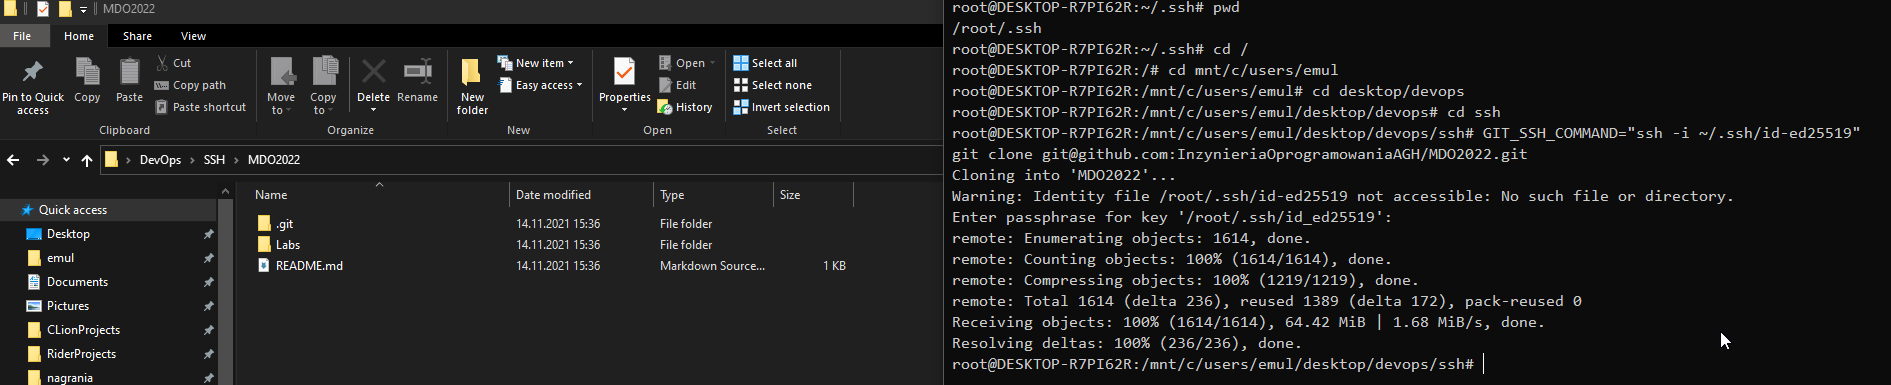 MDO2022
File Home Share View
Pin to Quick access
Copy
Paste
Cut
Copy path
Paste shortcut
Clipboard
Move to
Copy to
Delete
Rename
Organize
New folder
New item
Easy access
New
Properties
Open
Edit
History
Open
Select all
Select none
Invert selection
Select
DevOps SSH MDO2022
Quick access
Desktop
emul
Documents
Pictures
CLionProjects
RiderProjects
nagrania
Name Date modified Type Size
.git 14.11.2021 15:36 File folder
Labs 14.11.2021 15:36 File folder
README.md 14.11.2021 15:36 Markdown Source... 1 KB
root@DESKTOP-R7PI62R:~/.ssh# pwd
/root/.ssh
root@DESKTOP-R7PI62R:~/.ssh# cd /
root@DESKTOP-R7PI62R:/# cd mnt/c/users/emul
root@DESKTOP-R7PI62R:/mnt/c/users/emul# cd desktop/devops
root@DESKTOP-R7PI62R:/mnt/c/users/emul/desktop/devops# cd ssh
root@DESKTOP-R7PI62R:/mnt/c/users/emul/desktop/devops/ssh# GIT_SSH_COMMAND="ssh -i ~/.ssh/id-ed25519"
git clone git@github.com:InzynieriaOprogramowaniaAGH/MDO2022.git
Cloning into 'MDO2022'...
Warning: Identity file /root/.ssh/id-ed25519 not accessible: No such file or directory.
Enter passphrase for key '/root/.ssh/id_ed25519':
remote: Enumerating objects: 1614, done.
remote: Counting objects: 100% (1614/1614), done.
remote: Compressing objects: 100% (1219/1219), done.
remote: Total 1614 (delta 236), reused 1389 (delta 172), pack-reused 0
Receiving objects: 100% (1614/1614), 64.42 MiB | 1.68 MiB/s, done.
Resolving deltas: 100% (236/236), done.
root@DESKTOP-R7PI62R:/mnt/c/users/emul/desktop/devops/ssh#